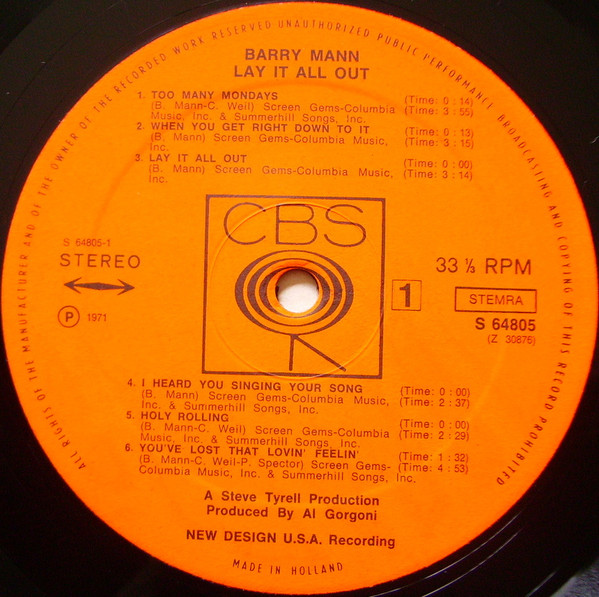 ALL RIGHTS OF THE MANUFACTURER AND OF THE OWNER OF THE RECORDED WORK RESERVED UNAUTHORIZED PUBLIC PERFORMANCE BROADCASTING AND COPYING OF THIS RECORD PROHIBITED
BARRY MANN
LAY IT ALL OUT
1. TOO MANY MONDAYS (Time: 0 : 14)
(B. Mann-C. Weil) Screen Gems-Columbia (Time: 3 : 55)
Music, Inc. & Summerhill Songs, Inc.
2. WHEN YOU GET RIGHT DOWN TO IT (Time: 0 : 13)
(B. Mann) Screen Gems-Columbia Music, (Time: 3 : 15)
Inc.
3. LAY IT ALL OUT (Time: 0 : 00)
(B. Mann) Screen Gems-Columbia Music, (Time: 3 : 14)
Inc.
CBS
S 64805-1
STEREO
℗ 1971
33 ⅓ RPM
1
STEMRA
S 64805
(Z 30876)
4. I HEARD YOU SINGING YOUR SONG (Time: 0 : 00)
(B. Mann) Screen Gems-Columbia Music, (Time: 2 : 37)
Inc. & Summerhill Songs, Inc.
5. HOLY ROLLING (Time: 0 : 00)
(B. Mann-C. Weil) Screen Gems-Columbia (Time: 2 : 29)
Music, Inc. & Summerhill Songs, Inc.
6. YOU'VE LOST THAT LOVIN' FEELIN' (Time: 1 : 32)
(B. Mann-C. Weil-P. Spector) Screen Gems- (Time: 4 : 53)
Columbia Music, Inc. & Summerhill Songs, Inc.
A Steve Tyrell Production
Produced By Al Gorgoni
NEW DESIGN U.S.A. Recording
MADE IN HOLLAND